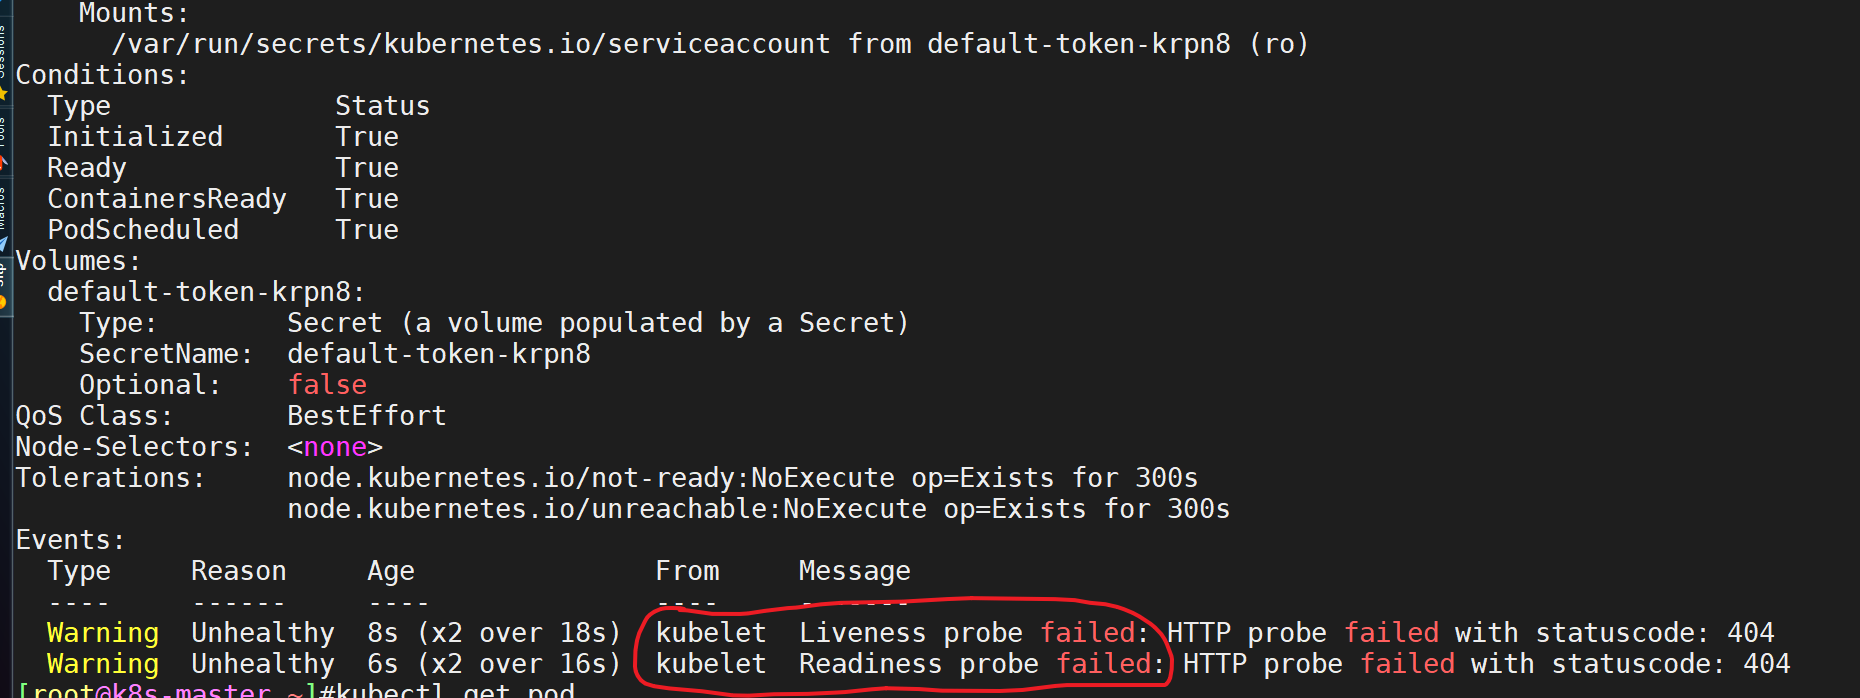 Mounts:
/var/run/secrets/kubernetes.io/serviceaccount from default-token-krpn8 (ro)
Conditions:
Type Status
Initialized True
Ready True
ContainersReady True
PodScheduled True
Volumes:
default-token-krpn8:
Type: Secret (a volume populated by a Secret)
SecretName: default-token-krpn8
Optional: false
QoS Class: BestEffort
Node-Selectors: <none>
Tolerations: node.kubernetes.io/not-ready:NoExecute op=Exists for 300s
node.kubernetes.io/unreachable:NoExecute op=Exists for 300s
Events:
Type Reason Age From Message
---- ------ ---- ---- -------
Warning Unhealthy 8s (x2 over 18s) kubelet Liveness probe failed: HTTP probe failed with statuscode: 404
Warning Unhealthy 6s (x2 over 16s) kubelet Readiness probe failed: HTTP probe failed with statuscode: 404
[root@k8s-master ~]#kubectl get pod
Sessions
Tools
Macros